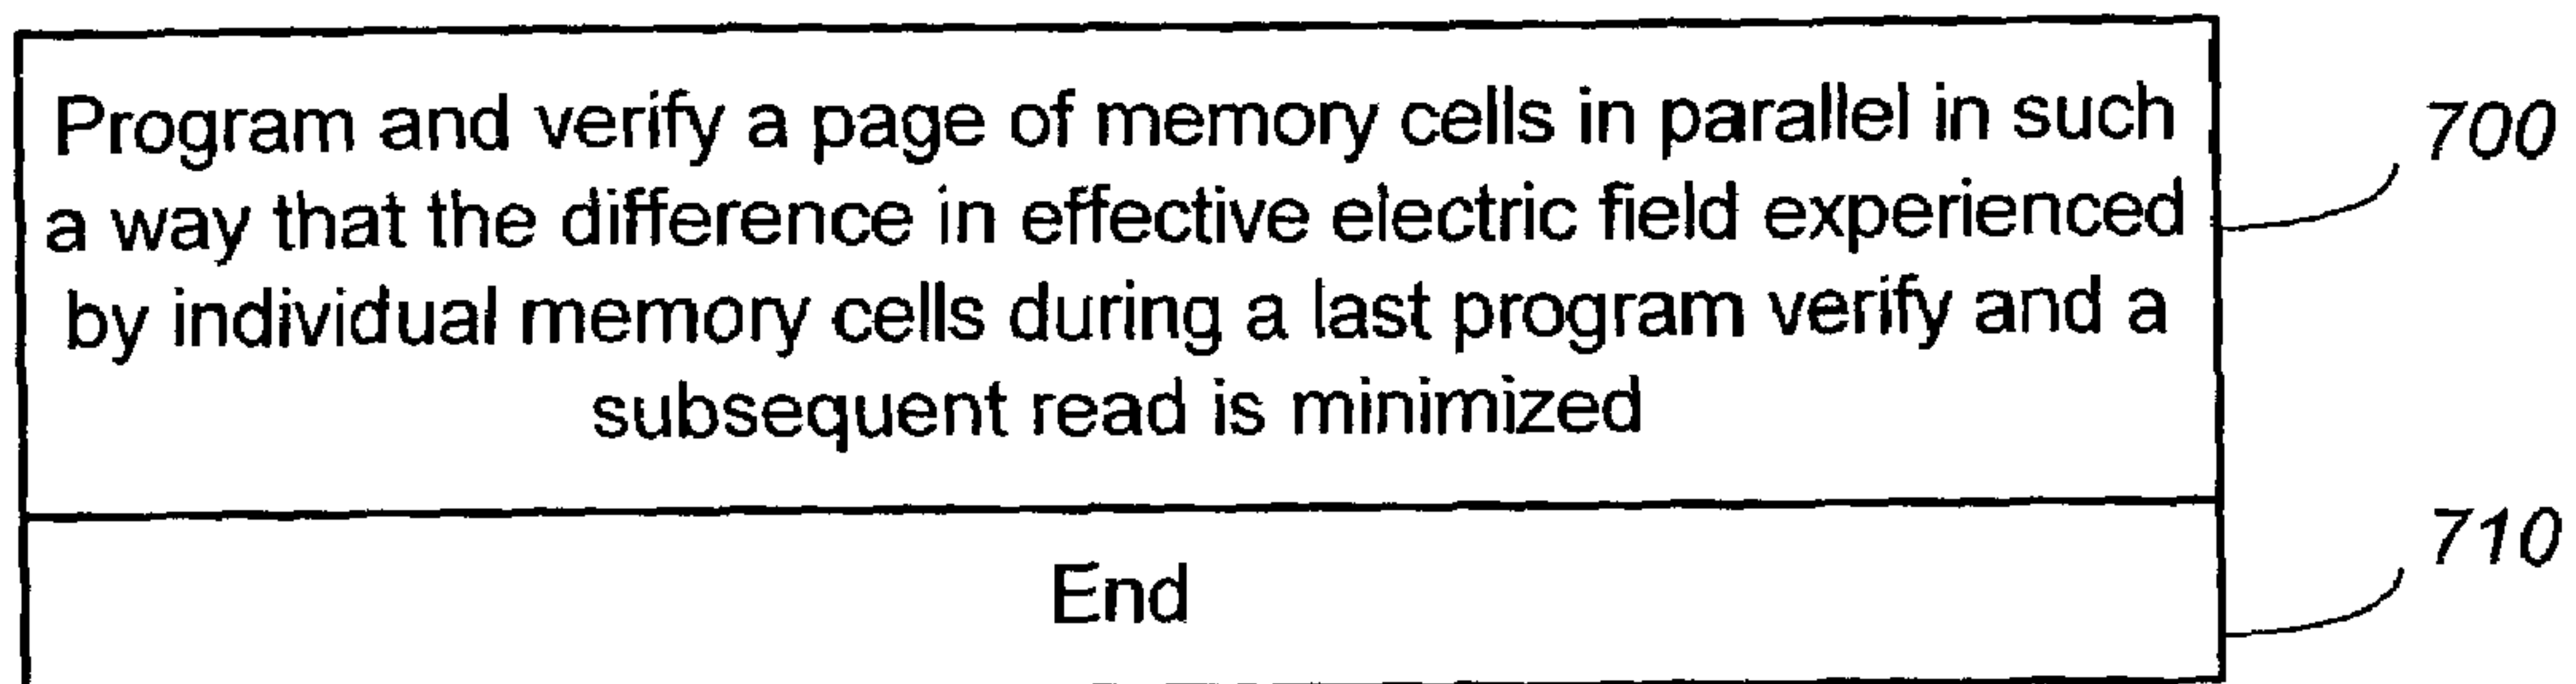 Program and verify a page of memory cells in parallel in such
a way that the difference in effective electric field experienced
by individual memory cells during a last program verify and a
subsequent read is minimized
700
End
710